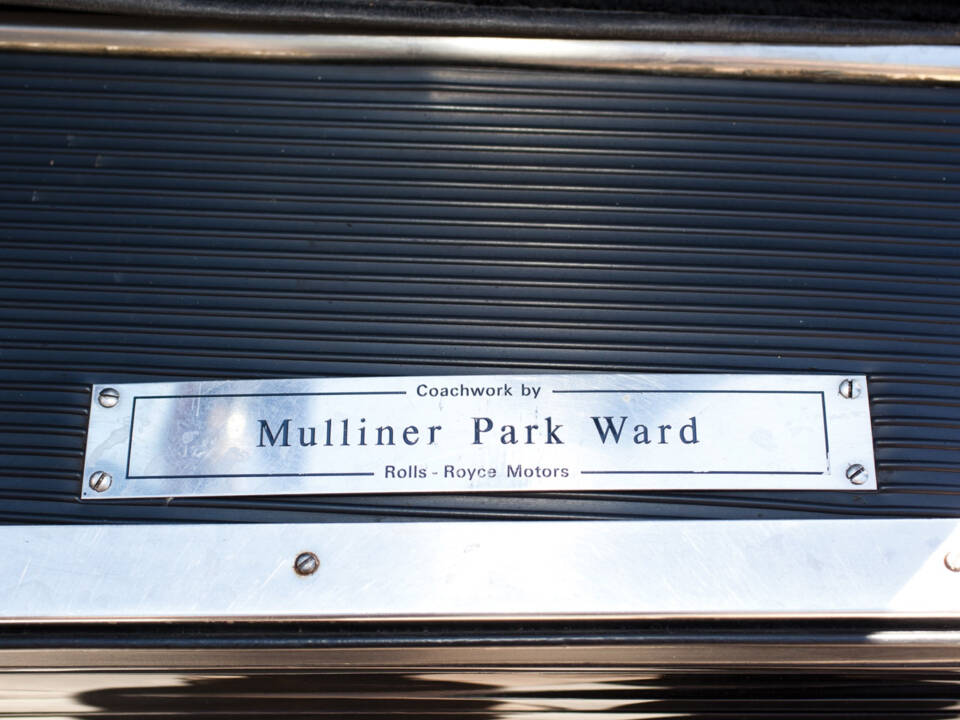 Coachwork by
Mulliner Park Ward
Rolls - Royce Motors